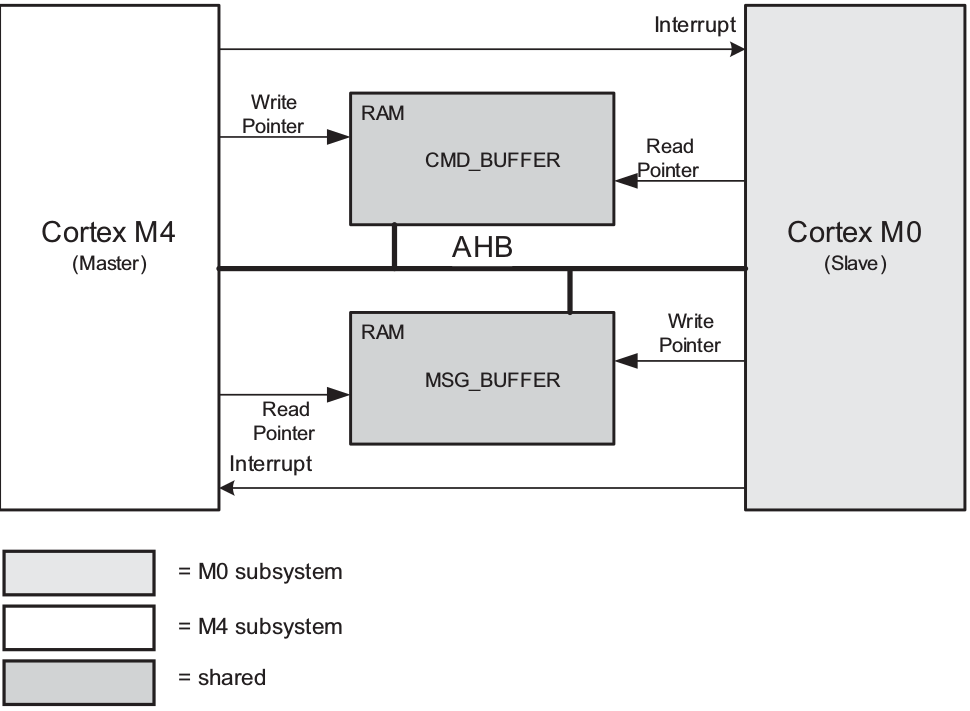 Interrupt
Write
Pointer
RAM
CMD_BUFFER
Read
Pointer
Cortex M4
(Master)
AHB
Cortex M0
(Slave)
RAM
MSG_BUFFER
Write
Pointer
Read
Pointer
Interrupt
= M0 subsystem
= M4 subsystem
= shared